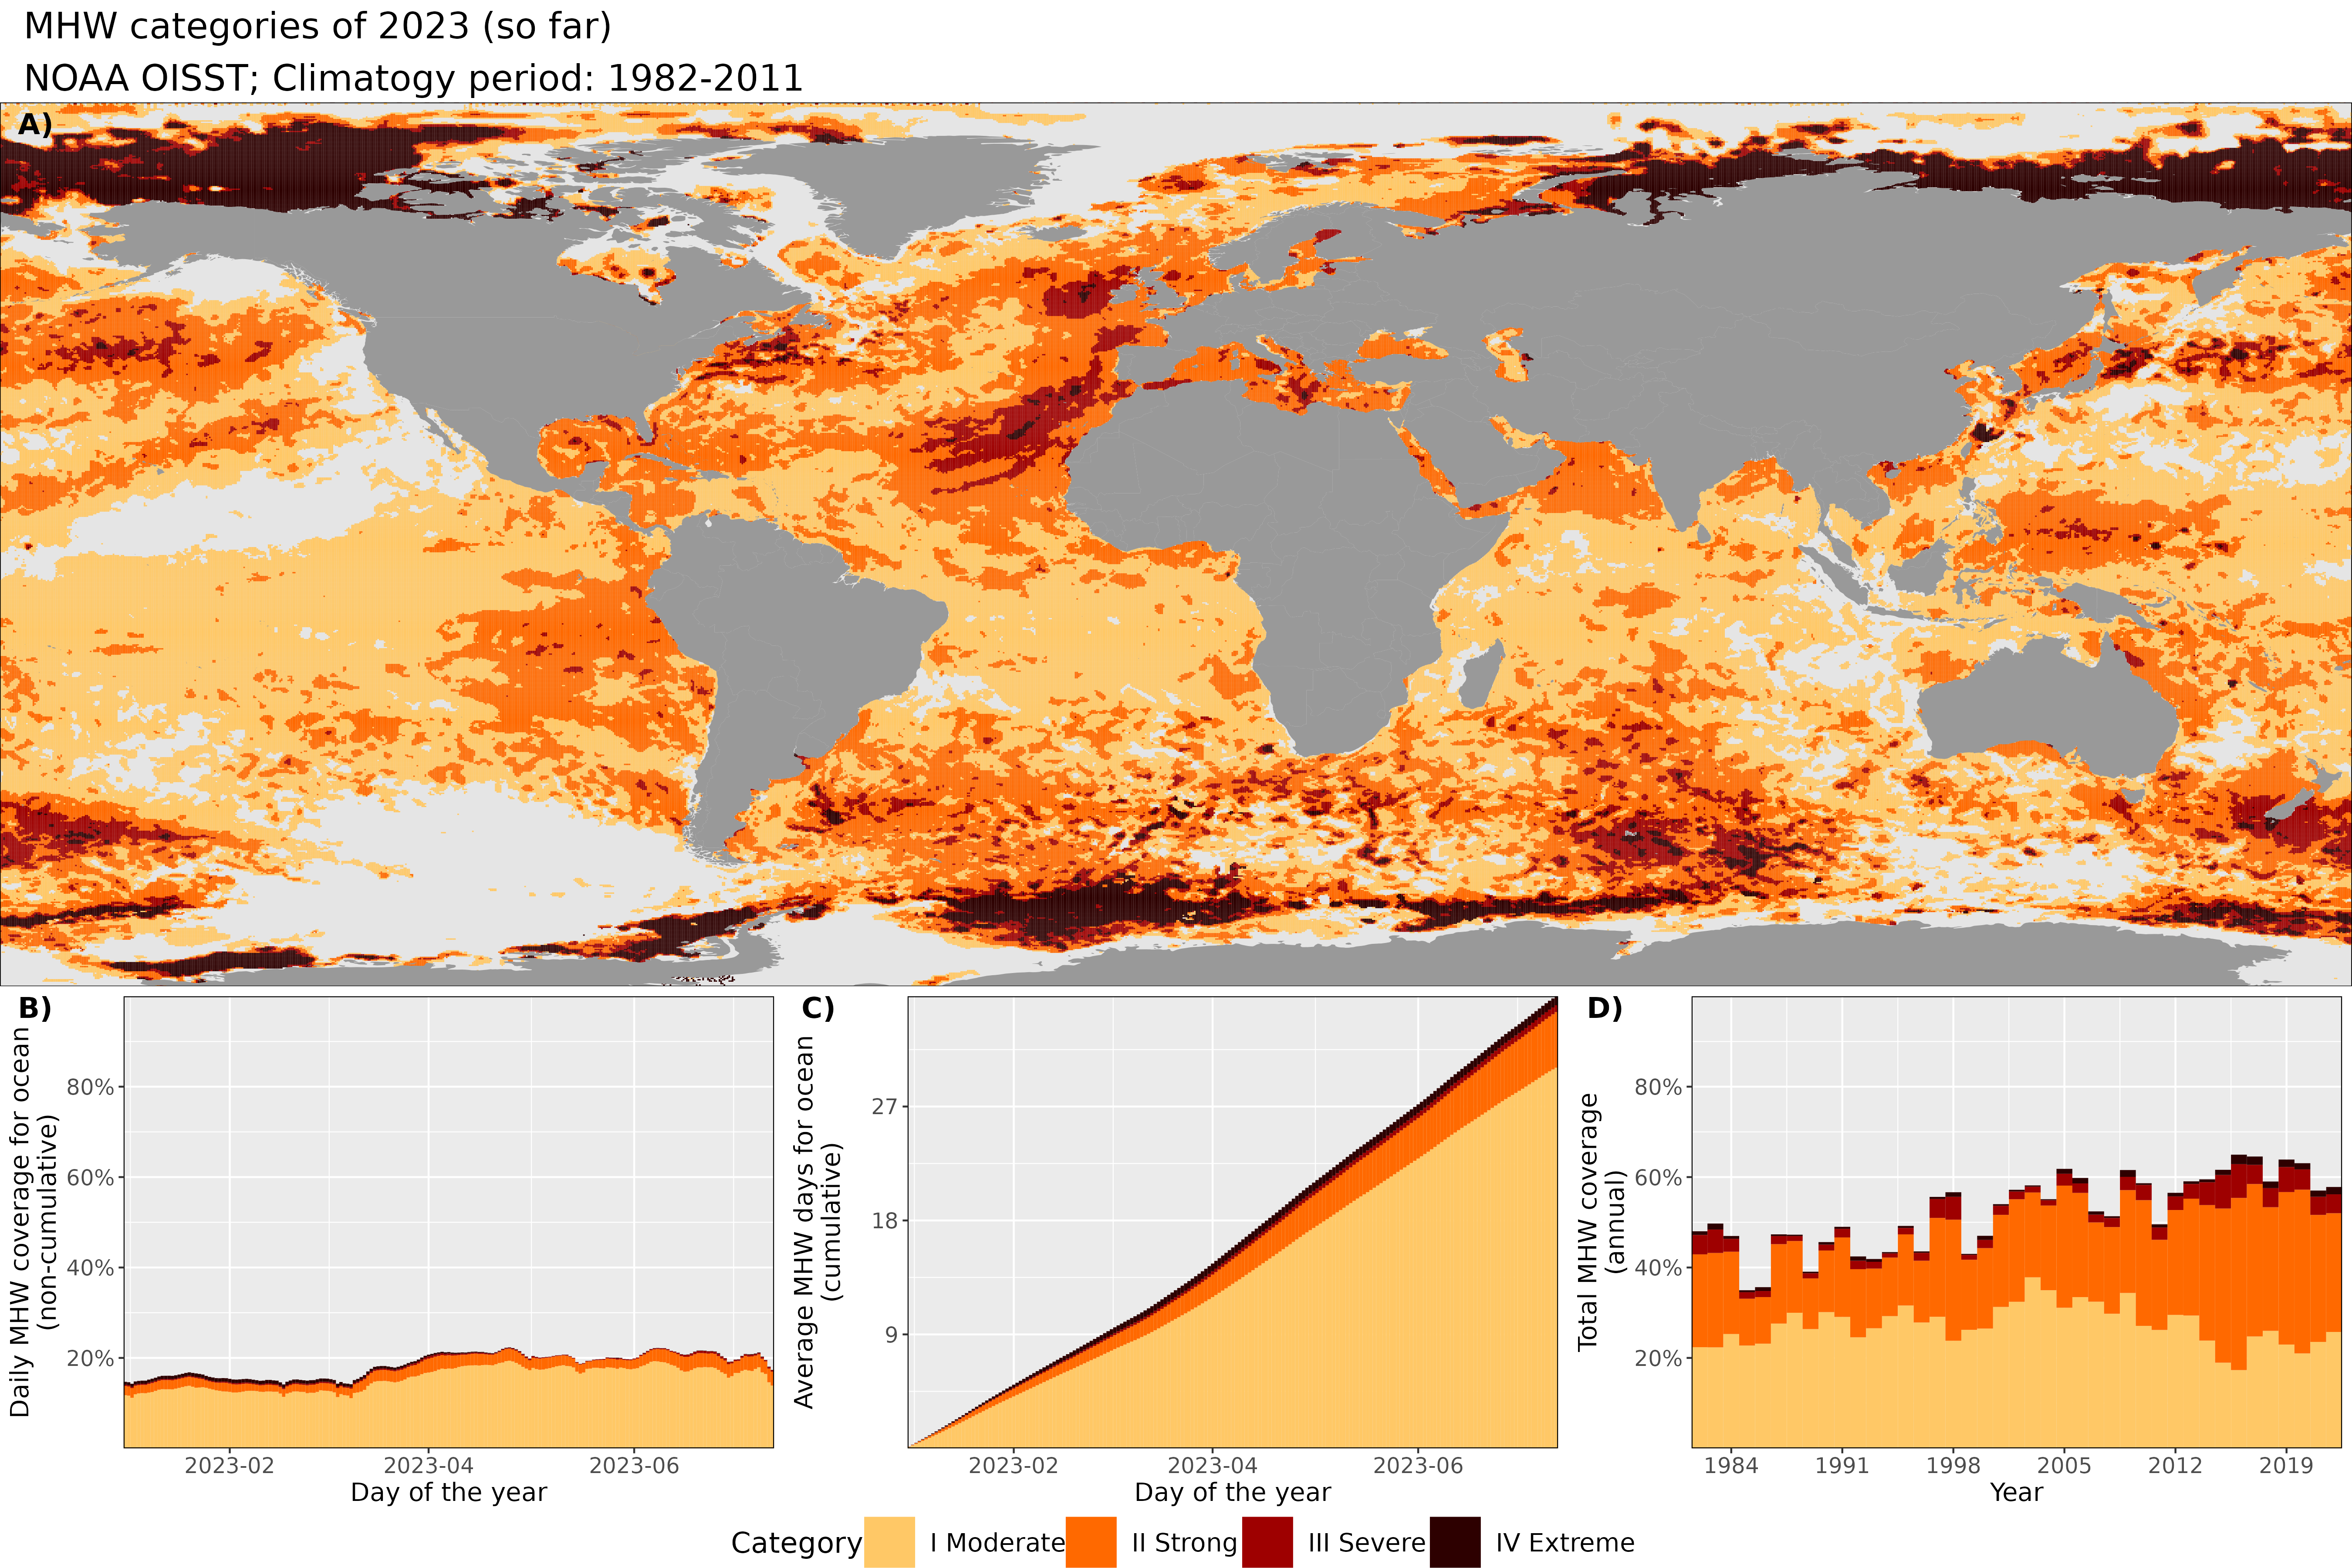 MHW categories of 2023 (so far)
NOAA OISST; Climatogy period: 1982-2011
A)
B)
Daily MHW coverage for ocean
(non-cumulative)
80%
60%
40%
20%
2023-02 2023-04 2023-06
Day of the year
C)
Average MHW days for ocean
(cumulative)
27
18
9
2023-02 2023-04 2023-06
Day of the year
D)
Total MHW coverage
(annual)
80%
60%
40%
20%
1984 1991 1998 2005 2012 2019
Year
Category I Moderate II Strong III Severe IV Extreme